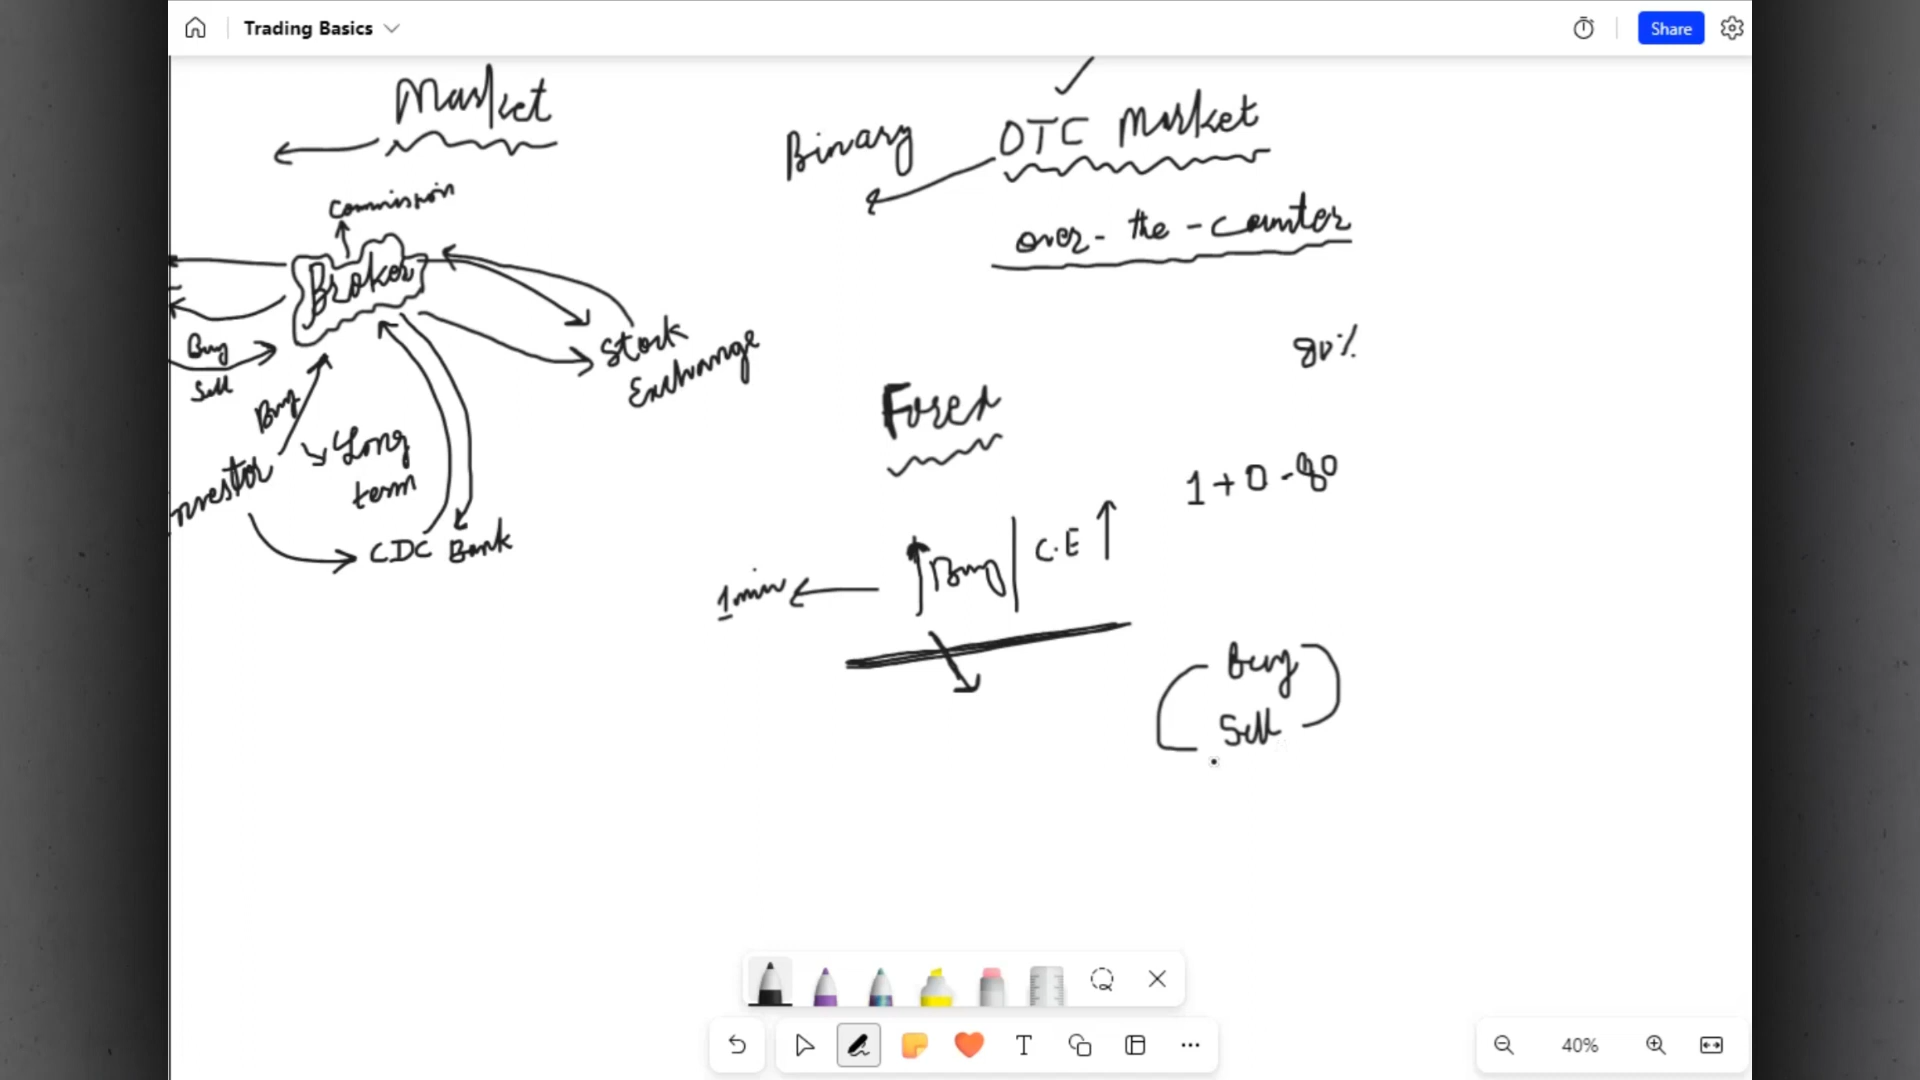 Trading Basics
Share
Market
Commission
Broker
Stock
Exchange
Buy
Sell
Buy
Long
term
nvestor
CDC Bank
Binary
OTC Market
over-the-counter
Forex
1+0-80
1min
Buy
C.E
Buy
Sell
40%